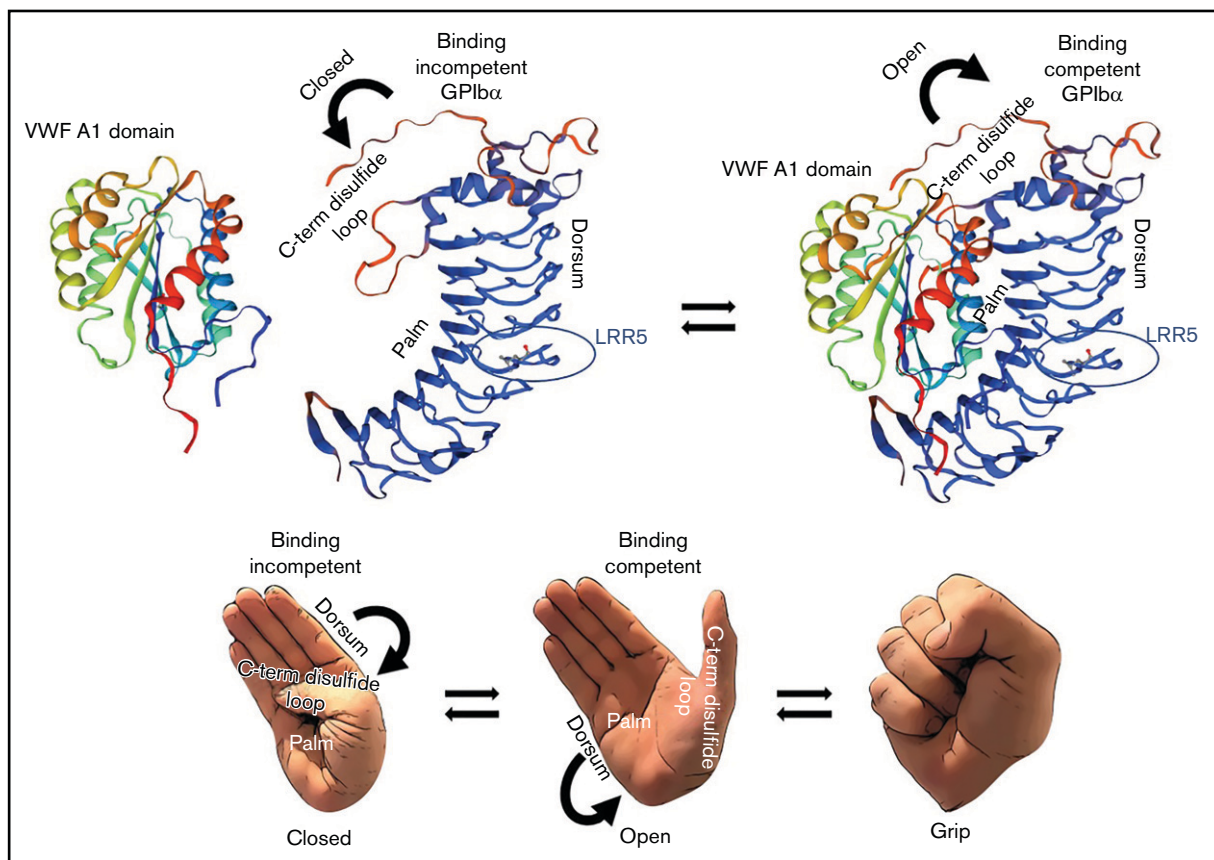 VWF A1 domain
Closed
Binding
incompetent
GPIbα
C-term disulfide
loop
Palm
Dorsum
LRR5
VWF A1 domain
Open
Binding
competent
GPIbα
C-term disulfide
loop
Palm
Dorsum
LRR5
Binding
incompetent
Dorsum
C-term disulfide
loop
Palm
Closed
Binding
competent
C-term disulfide
loop
Palm
Dorsum
Open
Grip